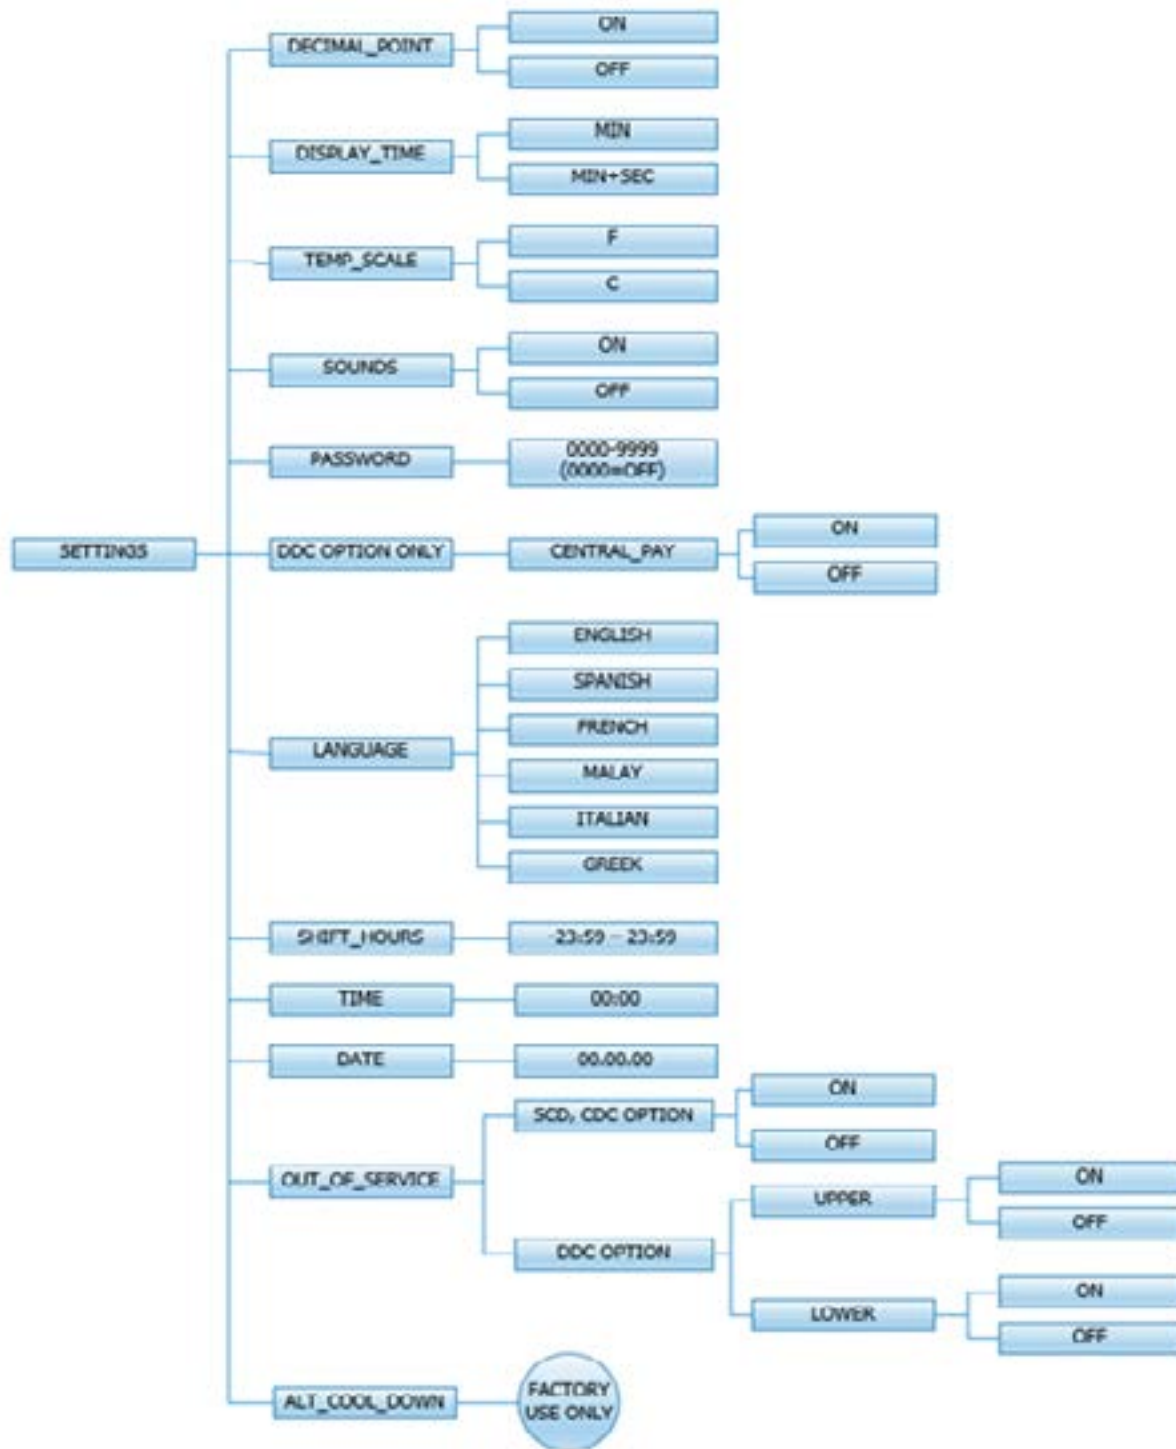 DECIMAL_POINT
ON
OFF
DISPLAY_TIME
MIN
MIN+SEC
TEMP_SCALE
F
C
SOUNDS
ON
OFF
PASSWORD
0000-9999
(0000=OFF)
SETTINGS
DDC OPTION ONLY
CENTRAL_PAY
ON
OFF
LANGUAGE
ENGLISH
SPANISH
FRENCH
MALAY
ITALIAN
GREEK
SHIFT_HOURS
-23:59 – 23:59
TIME
00:00
DATE
00.00.00
OUT_OF_SERVICE
SCD, CDC OPTION
ON
OFF
DDC OPTION
UPPER
ON
OFF
LOWER
ON
OFF
ALT_COOL_DOWN
FACTORY
USE ONLY